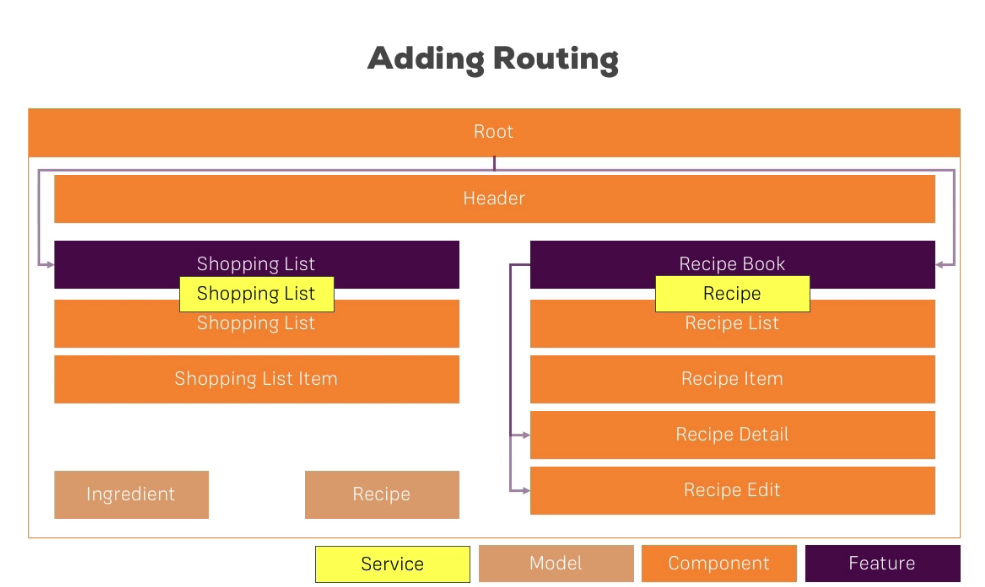 Adding Routing
Root
Header
Shopping List
Shopping List
Shopping List
Shopping List Item
Recipe Book
Recipe
Recipe List
Recipe Item
Recipe Detail
Recipe Edit
Ingredient
Recipe
Service
Model
Component
Feature